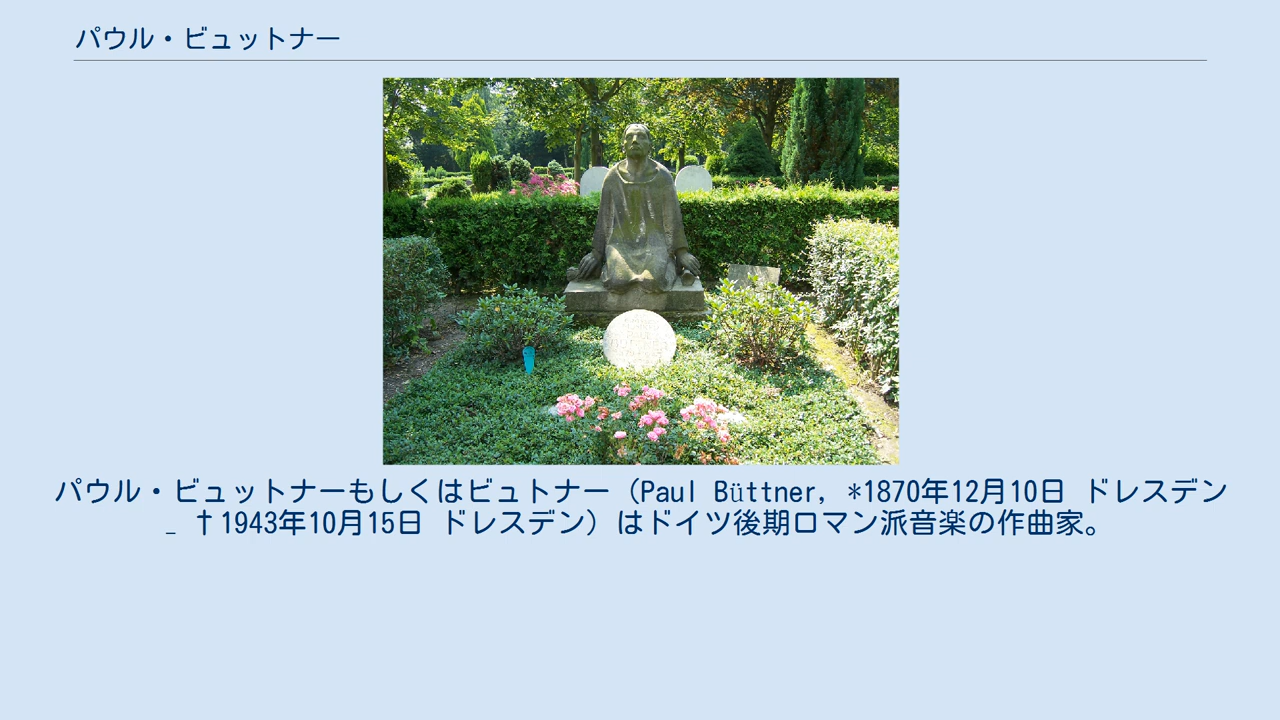 パウル・ビュットナー
パウル・ビュットナーもしくはビュトナー（Paul Büttner, *1870年12月10日 ドレスデン
_ †1943年10月15日 ドレスデン）はドイツ後期ロマン派音楽の作曲家。